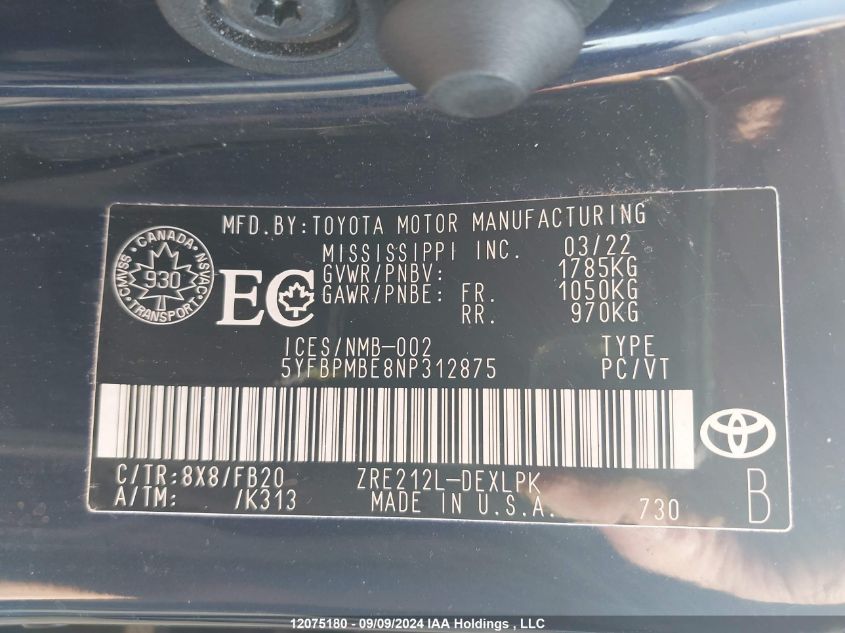 MFD.BY:TOYOTA MOTOR MANUFACTURING
MISSISSIPPI INC. 03/22
GVWR/PNBV: 1785KG
GAWR/PNBE: FR. 1050KG
RR. 970KG
CANADA
CMVSS 930 NSVAC
TRANSPORT
EC
ICES/NMB-002 TYPE
5YFBPMBE8NP312875 PC/VT
C/TR:8X8/FB20 ZRE212L-DEXLPK
A/TM: /K313 MADE IN U.S.A. 730 B
12075180 - 09/09/2024 IAA Holdings , LLC